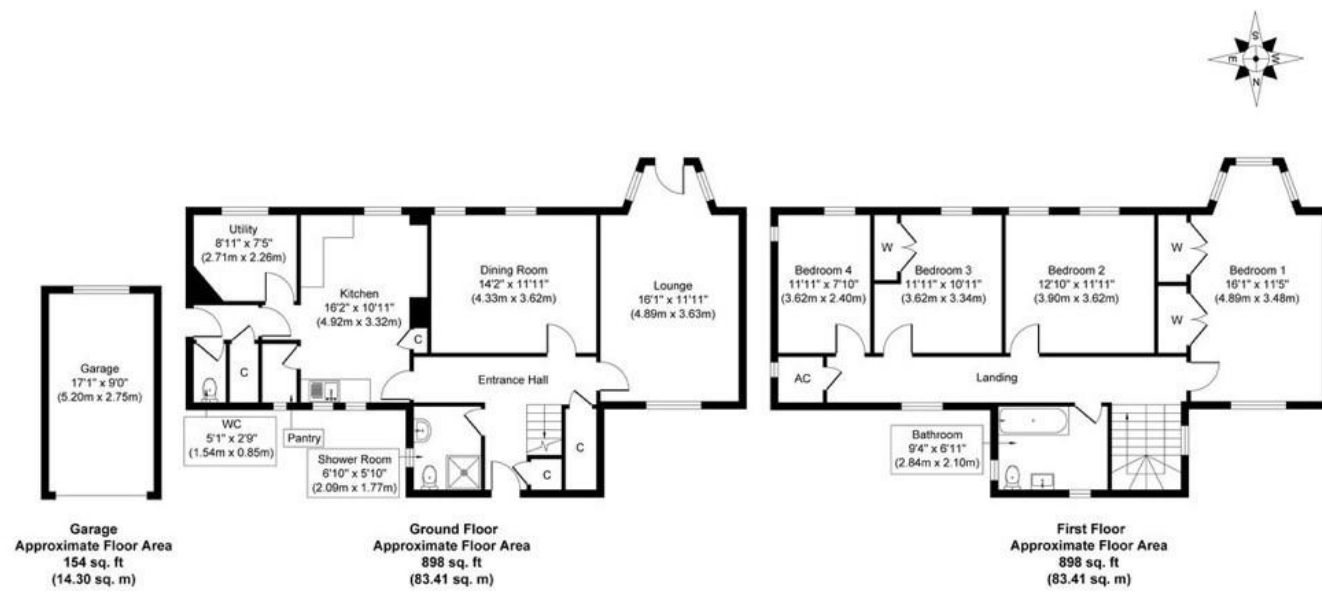 S
E
W
N
Utility
8'11" x 7'5"
(2.71m x 2.26m)
Kitchen
16'2" x 10'11"
(4.92m x 3.32m)
Dining Room
14'2" x 11'11"
(4.33m x 3.62m)
Lounge
16'1" x 11'11"
(4.89m x 3.63m)
C
C
Entrance Hall
C
C
WC
5'1" x 2'9"
(1.54m x 0.85m)
Pantry
Shower Room
6'10" x 5'10"
(2.09m x 1.77m)
Garage
17'1" x 9'0"
(5.20m x 2.75m)
Bedroom 4
11'11" x 7'10"
(3.62m x 2.40m)
W
Bedroom 3
11'11" x 10'11"
(3.62m x 3.34m)
Bedroom 2
12'10" x 11'11"
(3.90m x 3.62m)
W
W
Bedroom 1
16'1" x 11'5"
(4.89m x 3.48m)
AC
Landing
Bathroom
9'4" x 6'11"
(2.84m x 2.10m)
Garage
Approximate Floor Area
154 sq. ft
(14.30 sq. m)
Ground Floor
Approximate Floor Area
898 sq. ft
(83.41 sq. m)
First Floor
Approximate Floor Area
898 sq. ft
(83.41 sq. m)